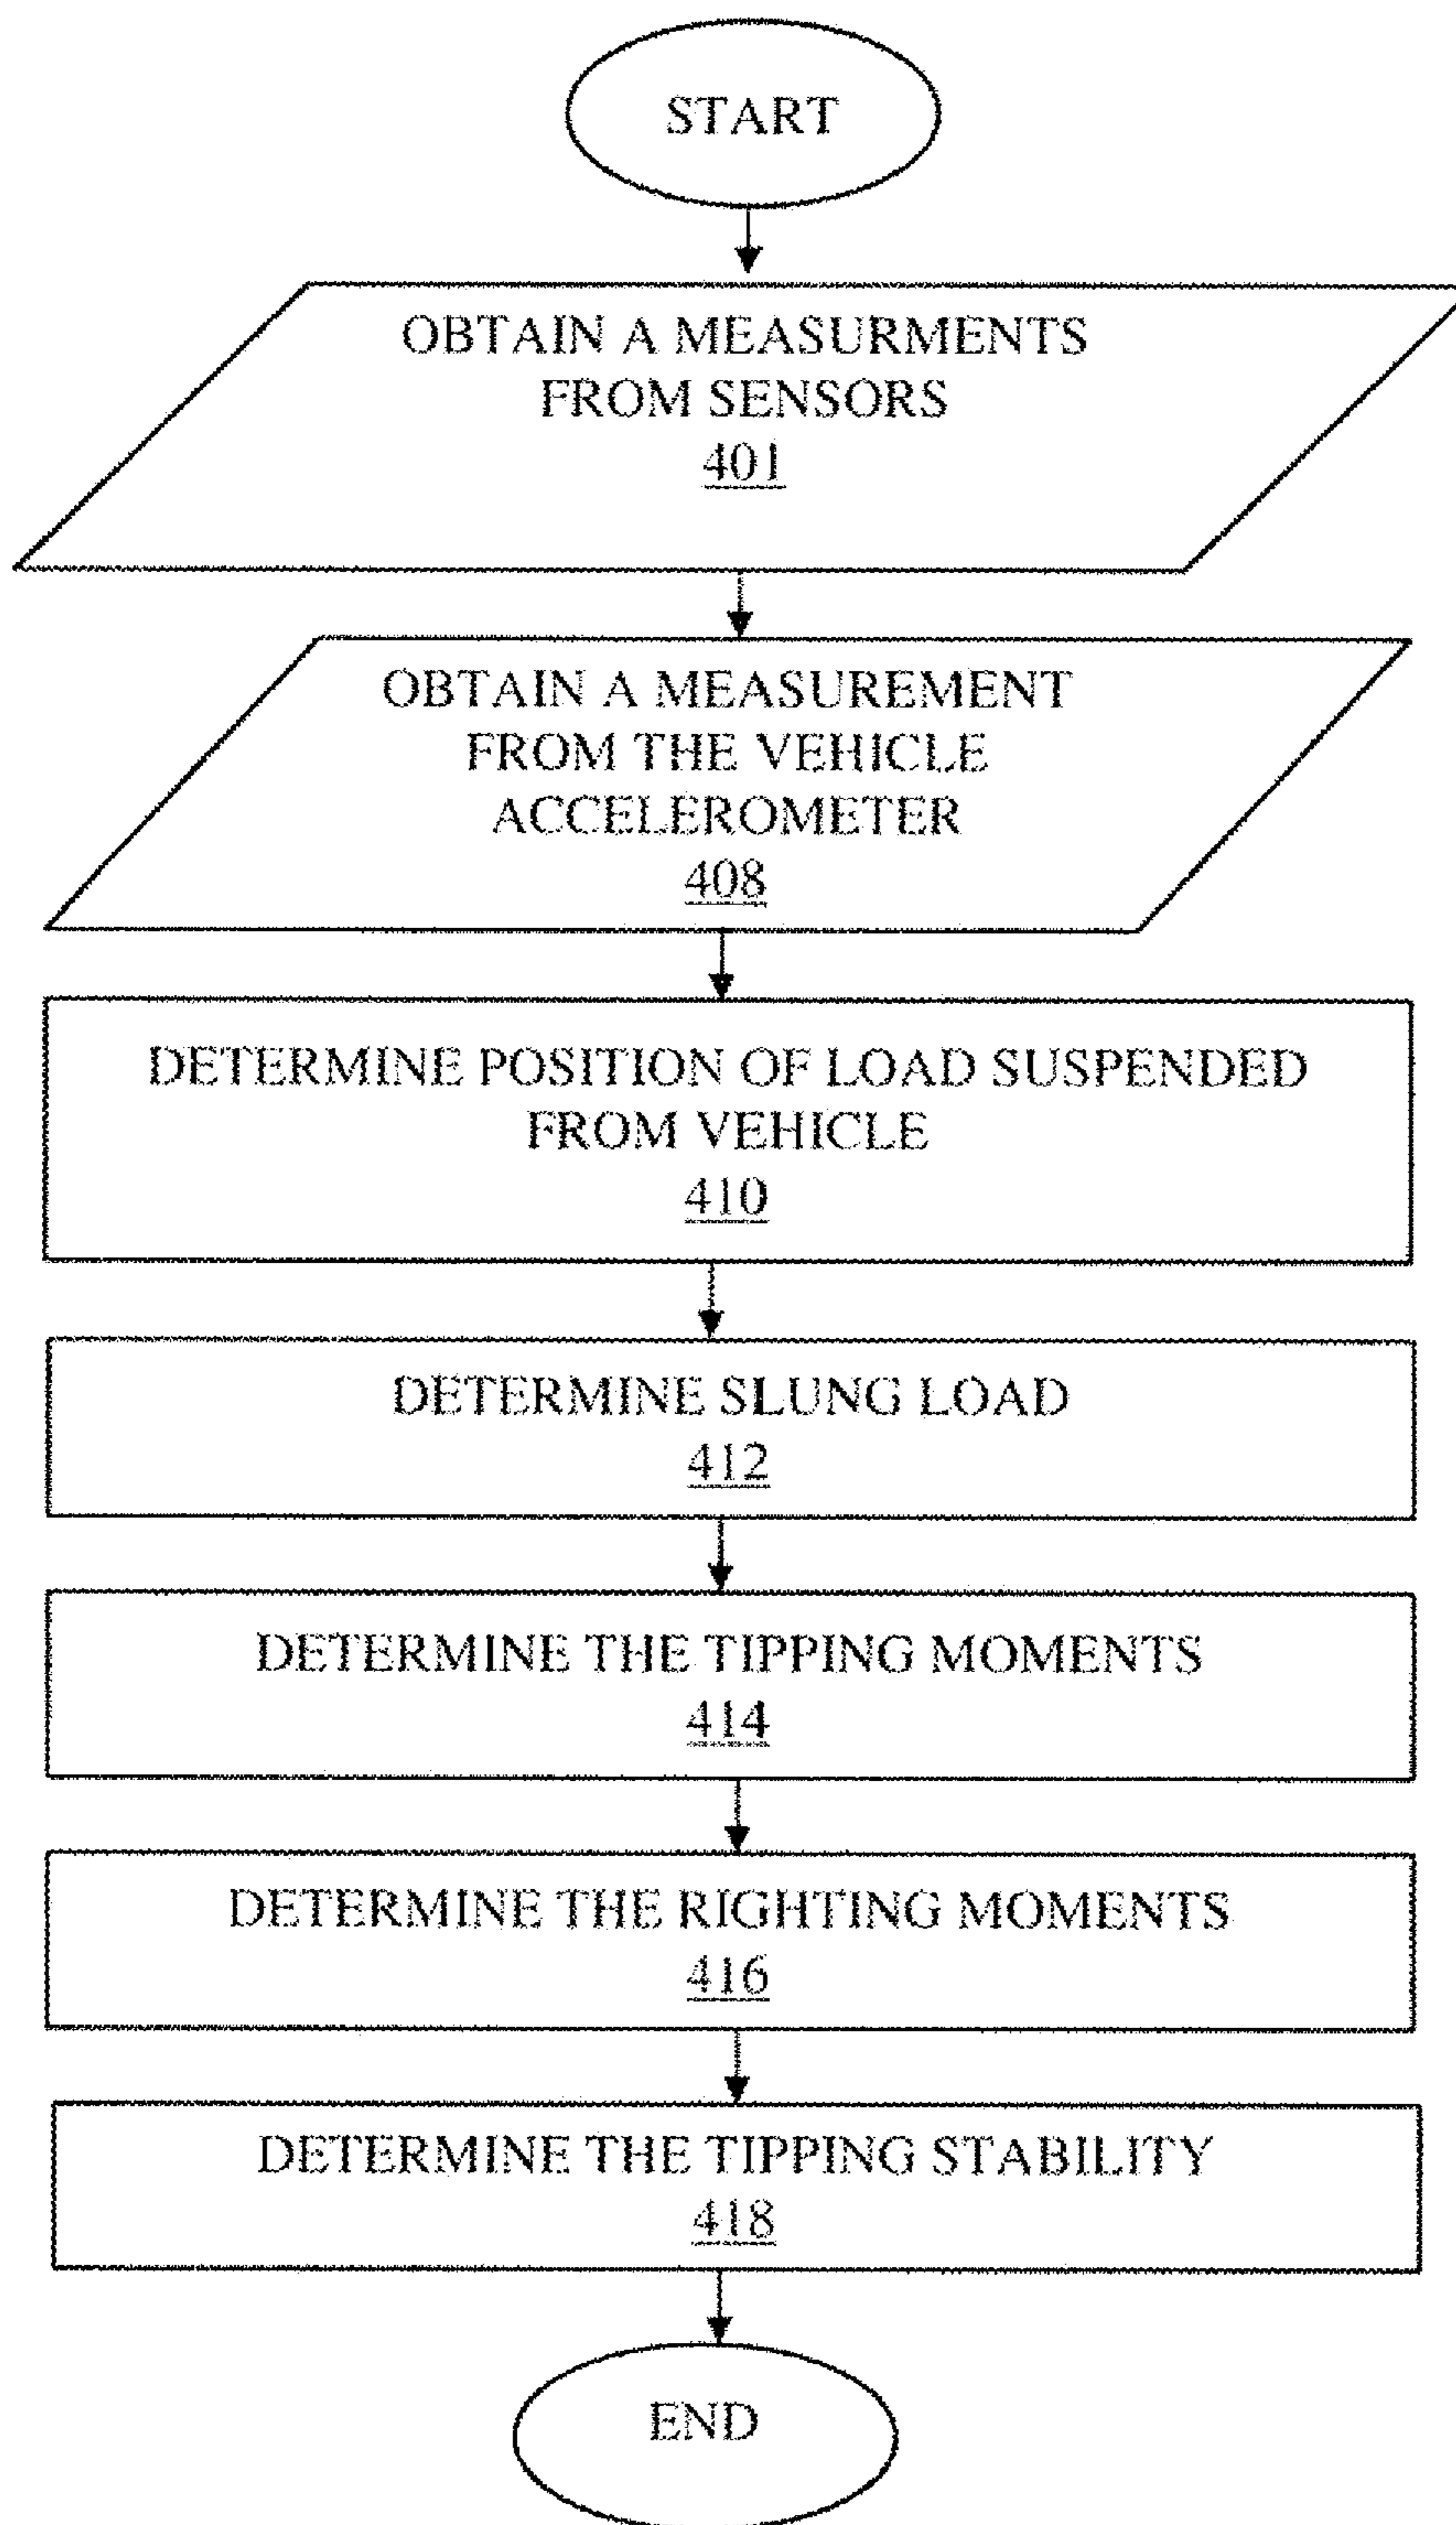 START
OBTAIN A MEASURMENTS
FROM SENSORS
401
OBTAIN A MEASUREMENT
FROM THE VEHICLE
ACCELEROMETER
408
DETERMINE POSITION OF LOAD SUSPENDED
FROM VEHICLE
410
DETERMINE SLUNG LOAD
412
DETERMINE THE TIPPING MOMENTS
414
DETERMINE THE RIGHTING MOMENTS
416
DETERMINE THE TIPPING STABILITY
418
END